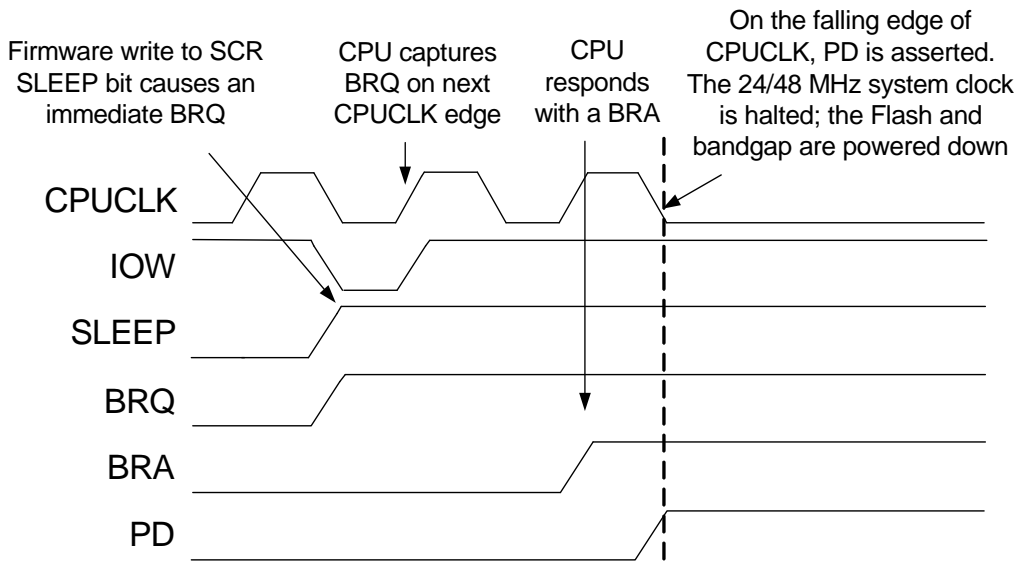 Firmware write to SCR
SLEEP bit causes an
immediate BRQ
CPU captures
BRQ on next
CPUCLK edge
CPU
responds
with a BRA
On the falling edge of
CPUCLK, PD is asserted.
The 24/48 MHz system clock
is halted; the Flash and
bandgap are powered down
CPUCLK
IOW
SLEEP
BRQ
BRA
PD